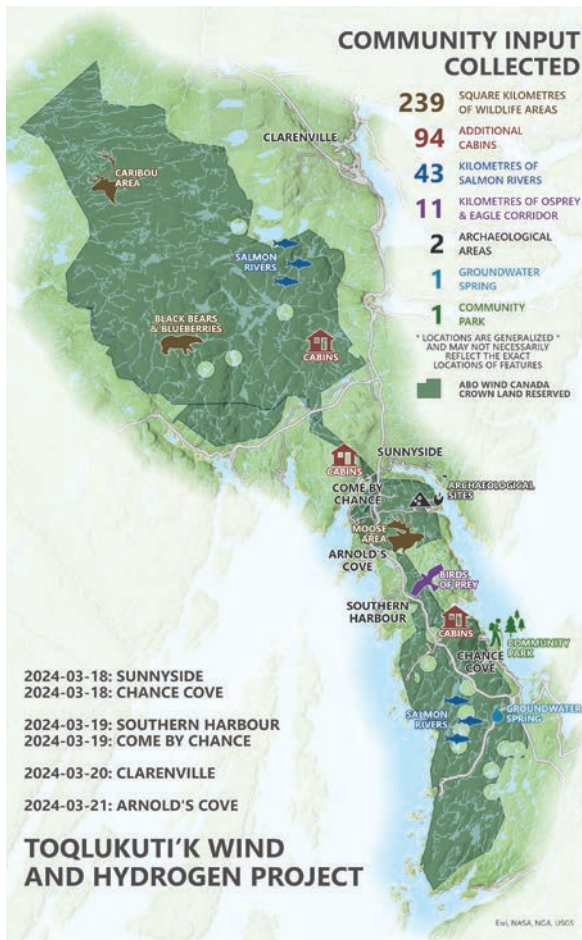 COMMUNITY INPUT
COLLECTED
239 SQUARE KILOMETRES
OF WILDLIFE AREAS
94 ADDITIONAL
CABINS
43 KILOMETRES OF
SALMON RIVERS
11 KILOMETRES OF OSPREY
& EAGLE CORRIDOR
2 ARCHAEOLOGICAL
AREAS
1 GROUNDWATER
SPRING
1 COMMUNITY
PARK
* LOCATIONS ARE GENERALIZED *
AND MAY NOT NECESSARILY
REFLECT THE EXACT
LOCATIONS OF FEATURES
ABO WIND CANADA
CROWN LAND RESERVED
CLARENVILLE
CARIBOU
AREA
SALMON
RIVERS
BLACK BEARS
& BLUEBERRIES
CABINS
SUNNYSIDE
CABINS
COME BY
CHANCE
ARCHAEOLOGICAL
SITES
MOOSE
AREA
ARNOLD'S
COVE
BIRDS
OF PREY
SOUTHERN
HARBOUR
CABINS
COMMUNITY
PARK
CHANCE
COVE
SALMON
RIVERS
GROUNDWATER
SPRING
2024-03-18: SUNNYSIDE
2024-03-18: CHANCE COVE
2024-03-19: SOUTHERN HARBOUR
2024-03-19: COME BY CHANCE
2024-03-20: CLARENVILLE
2024-03-21: ARNOLD'S COVE
TOQLUKUTI'K WIND
AND HYDROGEN PROJECT
Esri, NASA, NGA, USGS